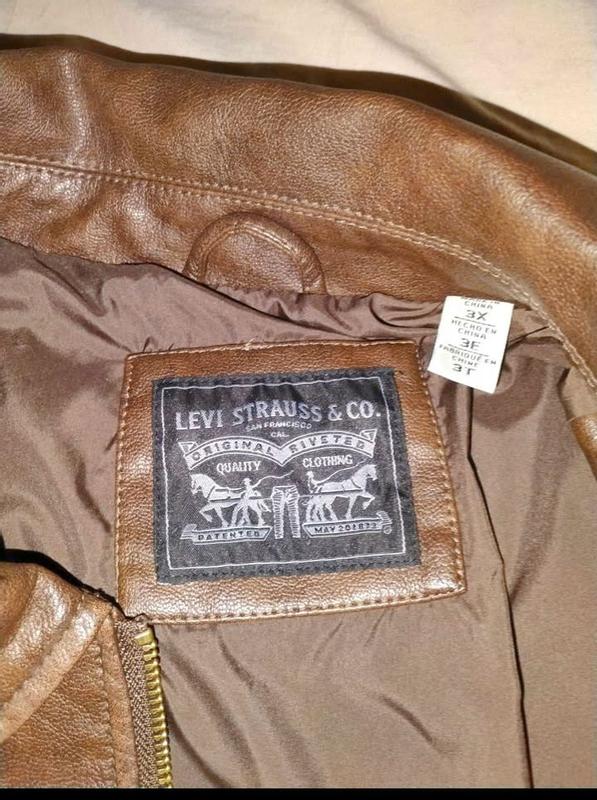 CHINA
3X
HECHO EN
CHINA
3F
FABRIQUÉ EN
CHINE
3T
LEVI STRAUSS & CO.
SAN FRANCISCO
CAL.
ORIGINAL RIVETED
QUALITY CLOTHING
PATENTED MAY 20 1873